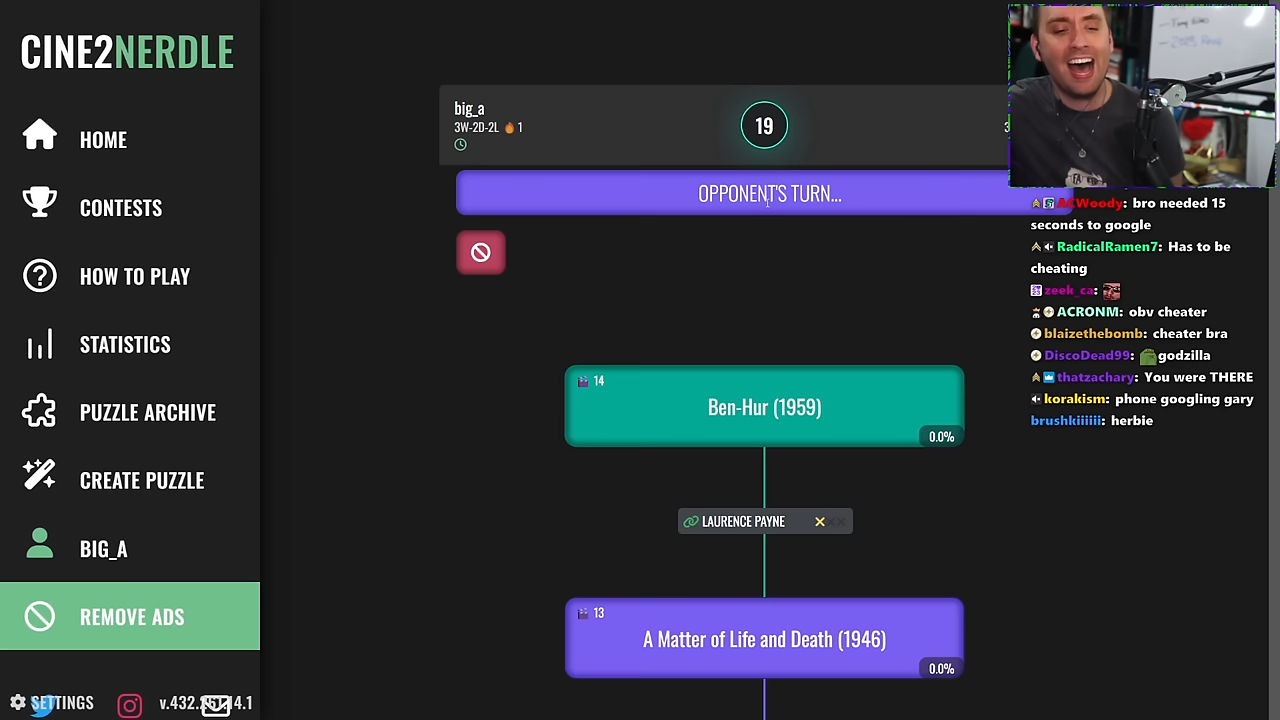 CINE2NERDLE
HOME
CONTESTS
HOW TO PLAY
STATISTICS
PUZZLE ARCHIVE
CREATE PUZZLE
BIG_A
REMOVE ADS
SETTINGS
big_a
3W-2D-2L 🔥 1
19
3
OPPONENT'S TURN...
14
Ben-Hur (1959)
0.0%
LAURENCE PAYNE
13
A Matter of Life and Death (1946)
0.0%
ACWoody: bro needed 15
seconds to google
RadicalRamen7: Has to be
cheating
zeek_ca:
ACRONM: obv cheater
blaizethebomb: cheater bra
DiscoDead99: godzilla
thatzachary: You were THERE
korakism: phone googling gary
brushkiiiiii: herbie